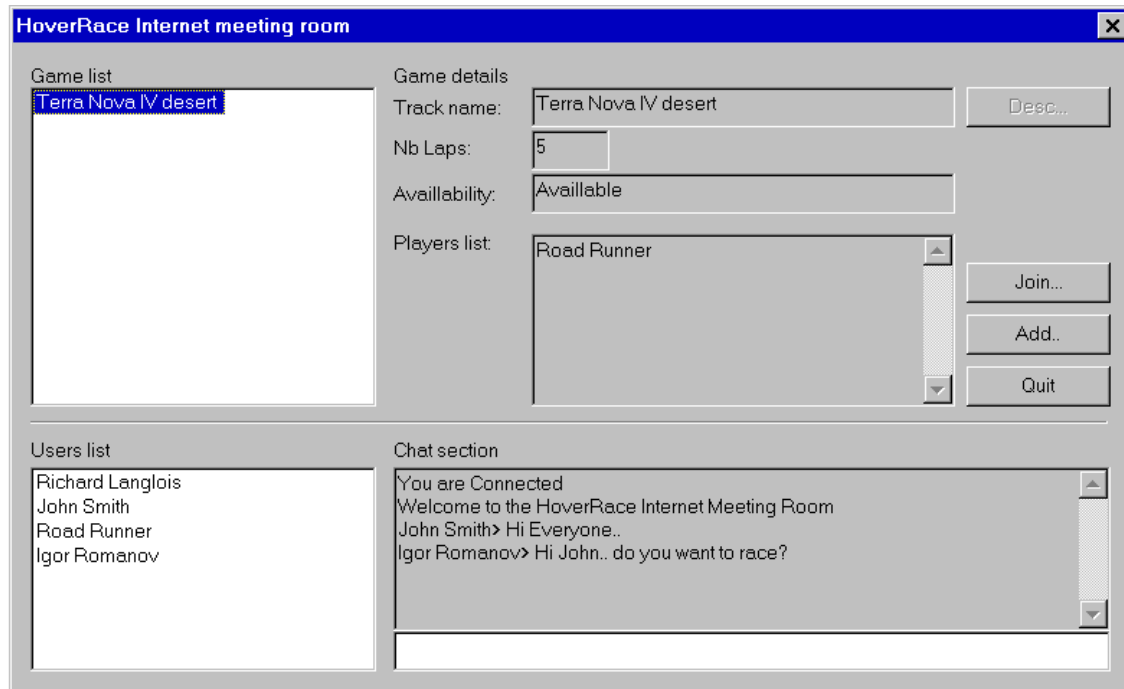 HoverRace Internet meeting room
Game list
Terra Nova IV desert
Game details
Track name:
Terra Nova IV desert
Desc...
Nb Laps:
5
Availlability:
Availlable
Players list:
Road Runner
Join...
Add..
Quit
Users list
Richard Langlois
John Smith
Road Runner
Igor Romanov
Chat section
You are Connected
Welcome to the HoverRace Internet Meeting Room
John Smith> Hi Everyone..
Igor Romanov> Hi John.. do you want to race?